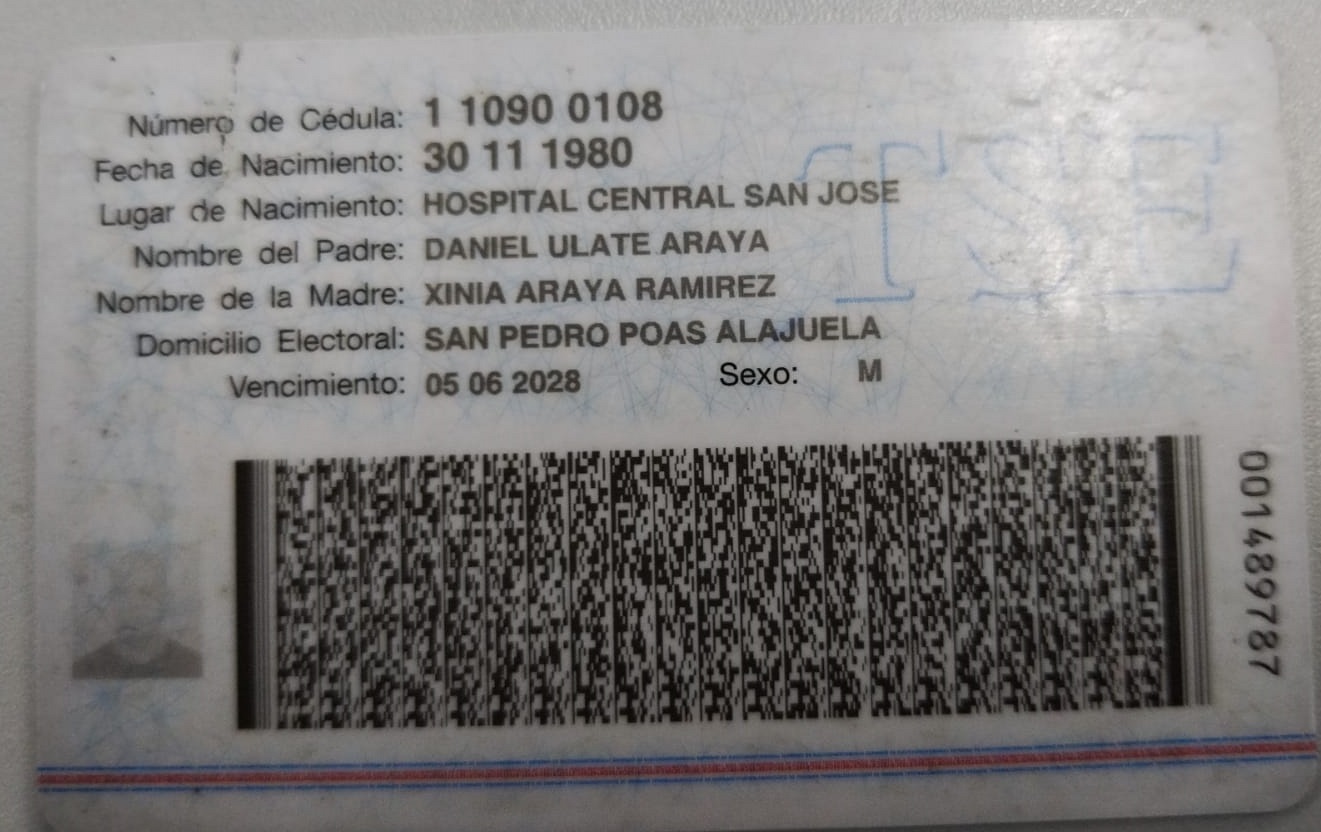 Número de Cédula: 1 1090 0108
Fecha de Nacimiento: 30 11 1980
Lugar de Nacimiento: HOSPITAL CENTRAL SAN JOSE
Nombre del Padre: DANIEL ULATE ARAYA
Nombre de la Madre: XINIA ARAYA RAMIREZ
Domicilio Electoral: SAN PEDRO POAS ALAJUELA
Vencimiento: 05 06 2028 Sexo: M
TSE
001489787